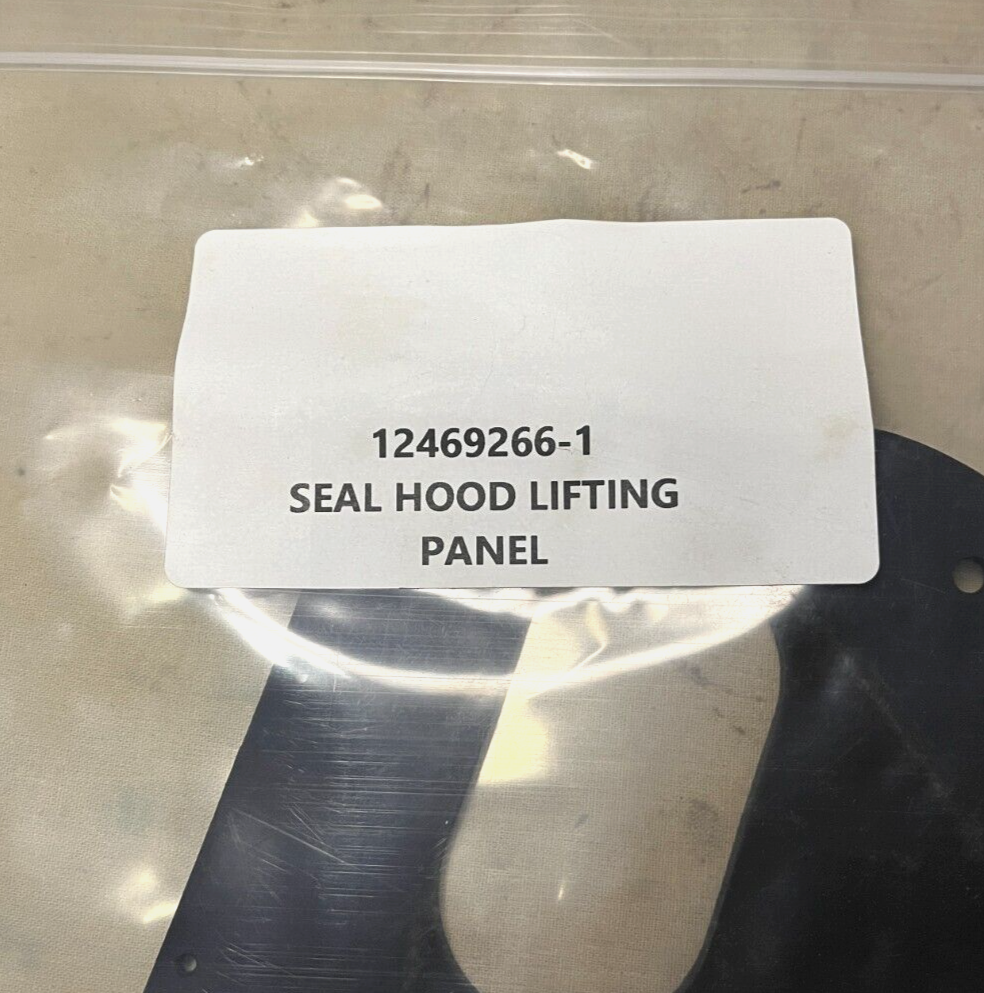 12469266-1
SEAL HOOD LIFTING
PANEL